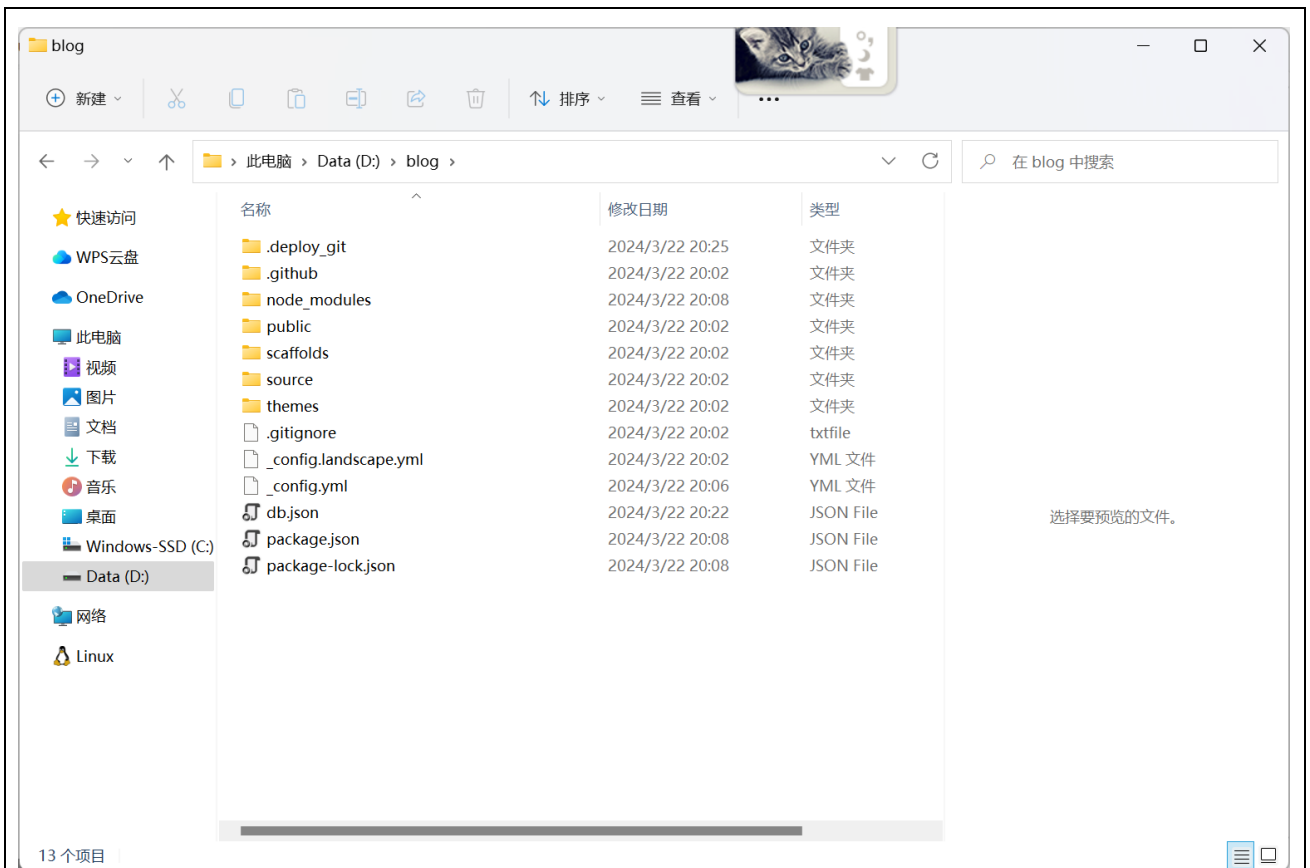 blog
新建
排序
查看
此电脑 > Data (D:) > blog >
在 blog 中搜索
快速访问
WPS云盘
OneDrive
此电脑
视频
图片
文档
下载
音乐
桌面
Windows-SSD (C:)
Data (D:)
网络
Linux
名称 修改日期 类型
.deploy_git 2024/3/22 20:25 文件夹
.github 2024/3/22 20:02 文件夹
node_modules 2024/3/22 20:08 文件夹
public 2024/3/22 20:02 文件夹
scaffolds 2024/3/22 20:02 文件夹
source 2024/3/22 20:02 文件夹
themes 2024/3/22 20:02 文件夹
.gitignore 2024/3/22 20:02 txtfile
_config.landscape.yml 2024/3/22 20:02 YML 文件
_config.yml 2024/3/22 20:06 YML 文件
db.json 2024/3/22 20:22 JSON File
package.json 2024/3/22 20:08 JSON File
package-lock.json 2024/3/22 20:08 JSON File
选择要预览的文件。
13 个项目